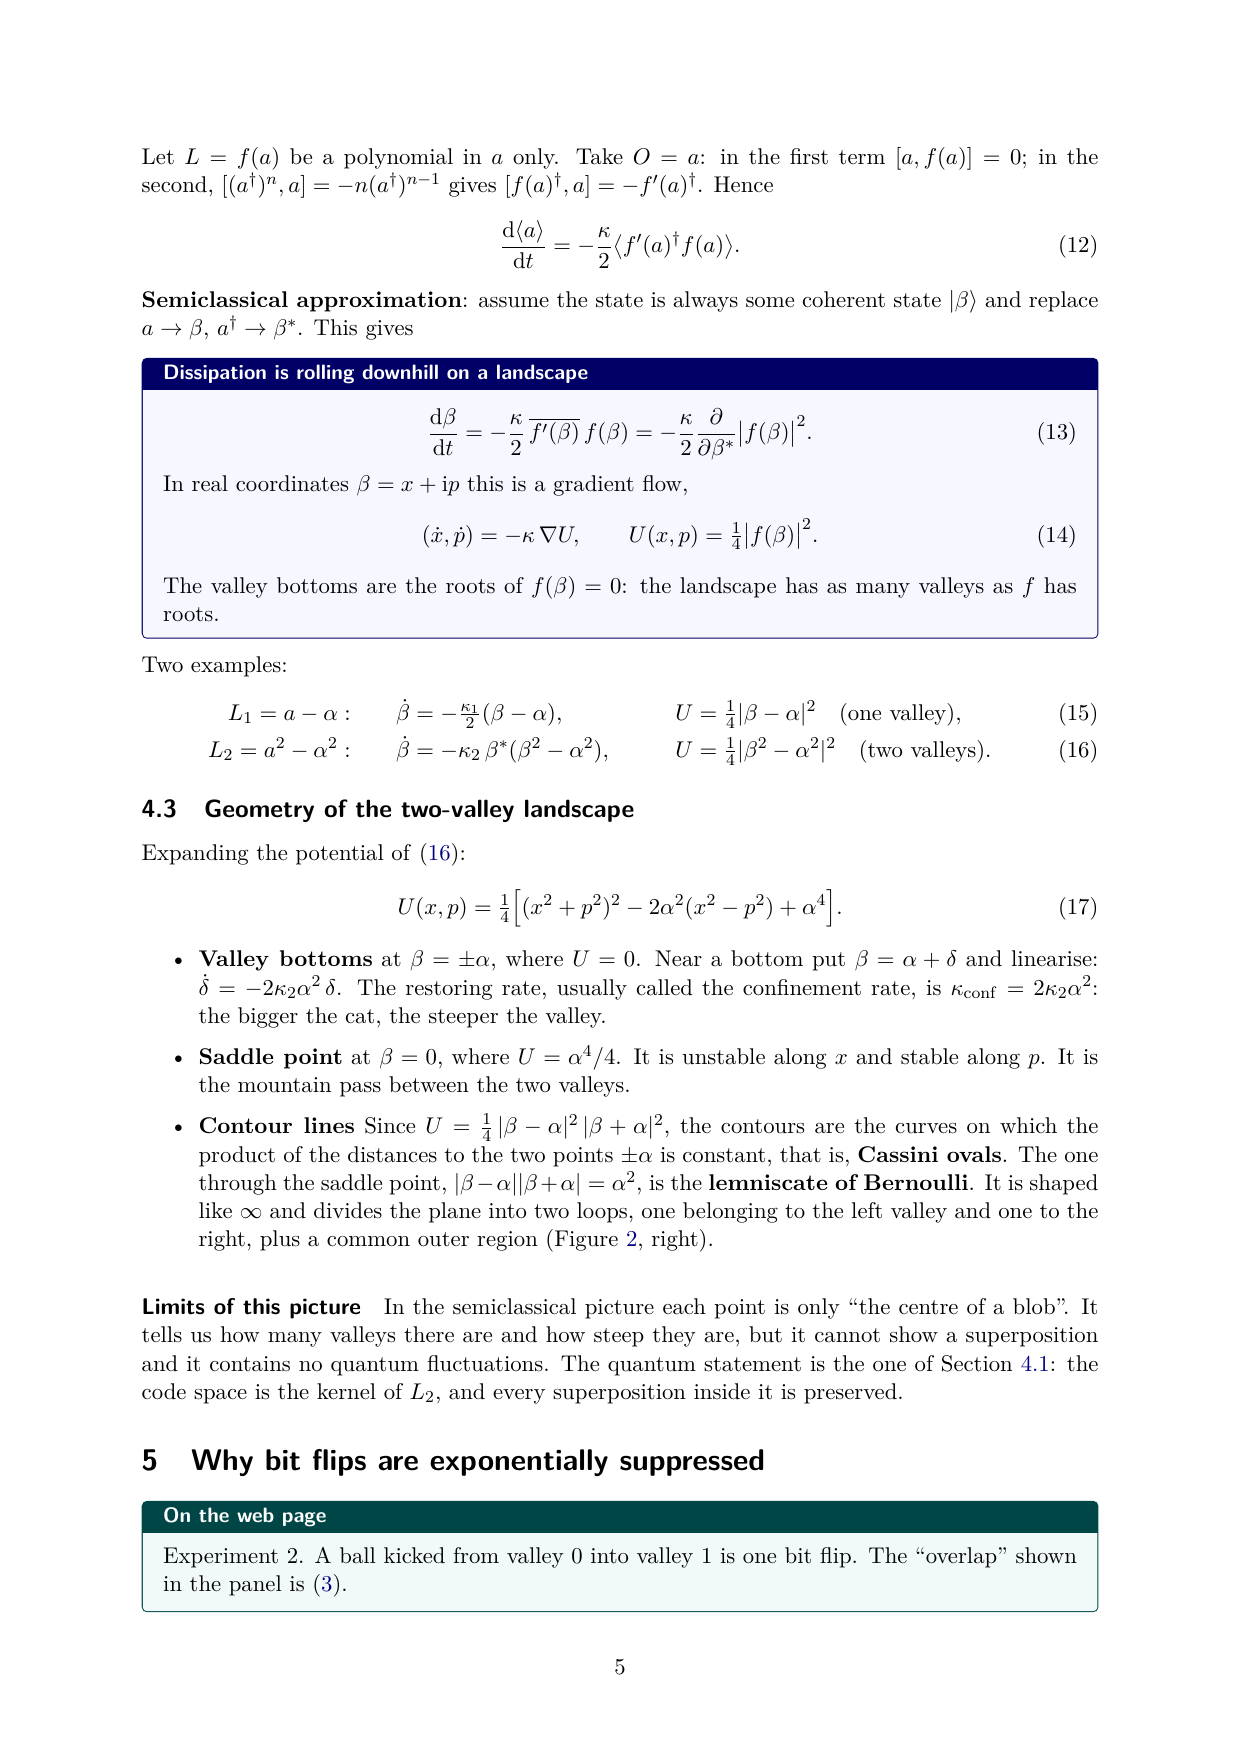 Let L = f(a) be a polynomial in a only. Take O = a: in the first term [a, f(a)] = 0; in the
second, [(a†)ⁿ, a] = −n(a†)ⁿ⁻¹ gives [f(a)†, a] = −f′(a)†. Hence
d⟨a⟩/dt = −κ/2 ⟨f′(a)† f(a)⟩. (12)
Semiclassical approximation: assume the state is always some coherent state |β⟩ and replace
a → β, a† → β*. This gives
Dissipation is rolling downhill on a landscape
dβ/dt = −κ/2 \overline{f′(β)} f(β) = −κ/2 ∂/∂β* |f(β)|². (13)
In real coordinates β = x + ip this is a gradient flow,
(ẋ, ṗ) = −κ ∇U, U(x, p) = ¼|f(β)|². (14)
The valley bottoms are the roots of f(β) = 0: the landscape has as many valleys as f has
roots.
Two examples:
L₁ = a − α : β̇ = −κ₁/2 (β − α), U = ¼|β − α|² (one valley), (15)
L₂ = a² − α² : β̇ = −κ₂ β*(β² − α²), U = ¼|β² − α²|² (two valleys). (16)
4.3 Geometry of the two-valley landscape
Expanding the potential of (16):
U(x, p) = ¼[(x² + p²)² − 2α²(x² − p²) + α⁴]. (17)
• Valley bottoms at β = ±α, where U = 0. Near a bottom put β = α + δ and linearise:
δ̇ = −2κ₂α² δ. The restoring rate, usually called the confinement rate, is κ_conf = 2κ₂α²:
the bigger the cat, the steeper the valley.
• Saddle point at β = 0, where U = α⁴/4. It is unstable along x and stable along p. It is
the mountain pass between the two valleys.
• Contour lines Since U = ¼ |β − α|² |β + α|², the contours are the curves on which the
product of the distances to the two points ±α is constant, that is, Cassini ovals. The one
through the saddle point, |β−α||β+α| = α², is the lemniscate of Bernoulli. It is shaped
like ∞ and divides the plane into two loops, one belonging to the left valley and one to the
right, plus a common outer region (Figure 2, right).
Limits of this picture In the semiclassical picture each point is only “the centre of a blob”. It
tells us how many valleys there are and how steep they are, but it cannot show a superposition
and it contains no quantum fluctuations. The quantum statement is the one of Section 4.1: the
code space is the kernel of L₂, and every superposition inside it is preserved.
5 Why bit flips are exponentially suppressed
On the web page
Experiment 2. A ball kicked from valley 0 into valley 1 is one bit flip. The “overlap” shown
in the panel is (3).
5